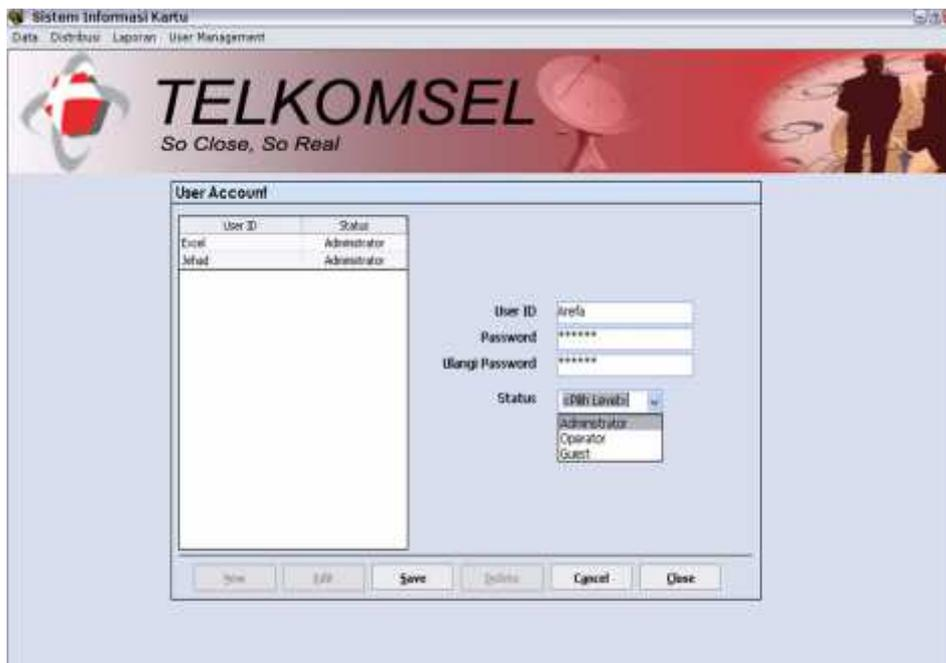 Sistem Informasi Kartu
Data Distribusi Laporan User Management
TELKOMSEL
So Close, So Real
User Account
User ID Status
Excel Administrator
Jehad Administrator
User ID Arefa
Password ******
Ulangi Password ******
Status <Pilih Level>
Administrator
Operator
Guest
New Edit Save Delete Cancel Close